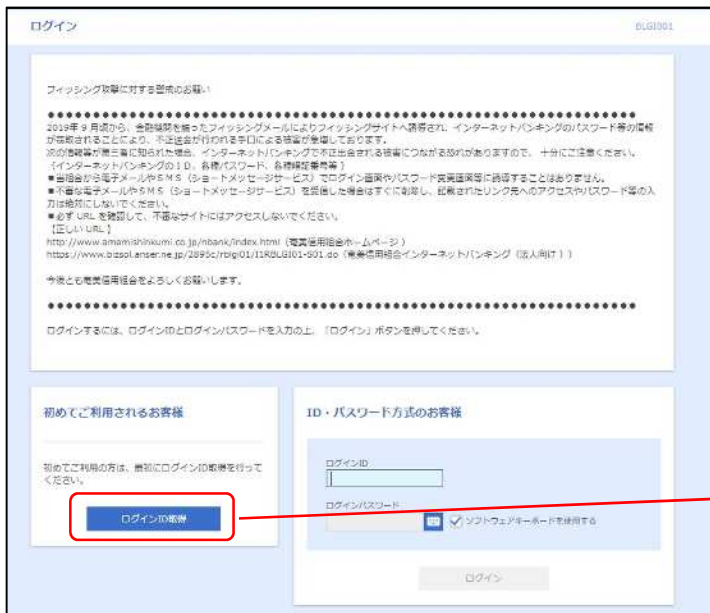 ログイン
BLGI001
フィッシング攻撃に対する警戒のお願い
●●●●●●●●●●●●●●●●●●●●●●●●●●●●●●●●●●●●●●●●●●●●●●●●●●●●●●●●●●●●●●●●●
2019年 9 月頃から、金融機関を騙ったフィッシングメールによりフィッシングサイトへ誘導され、インターネットバンキングのパスワード等の情報
が窃取されることにより、不正送金が行われる手口による被害が急増しております。
次の情報等が第三者に知られた場合、インターネットバンキングで不正出金される被害につながる恐れがありますので、十分にご注意ください。
（インターネットバンキングのＩＤ、各種パスワード、各種暗証番号等）
■当組合から電子メールやＳＭＳ（ショートメッセージサービス）でログイン画面やパスワード変更画面等に誘導することはありません。
■不審な電子メールやＳＭＳ（ショートメッセージサービス）を受信した場合はすぐに削除し、記載されたリンク先へのアクセスやパスワード等の入
力は絶対にしないでください。
■必ず URL を確認して、不審なサイトにはアクセスしないでください。
【正しい URL 】
http://www.amamishinkumi.co.jp/nbank/index.html（奄美信用組合ホームページ ）
https://www.bizsol.anser.ne.jp/2895c/rblgi01/I1RBLGI01-S01.do（奄美信用組合インターネットバンキング（法人向け））
今後とも奄美信用組合をよろしくお願いします。
●●●●●●●●●●●●●●●●●●●●●●●●●●●●●●●●●●●●●●●●●●●●●●●●●●●●●●●●●●●●●●●●●
ログインするには、ログインIDとログインパスワードを入力の上、「ログイン」ボタンを押してください。
初めてご利用されるお客様
初めてご利用の方は、最初にログインID取得を行って
ください。
ログインID取得
ID・パスワード方式のお客様
ログインID
ログインパスワード
ソフトウェアキーボードを使用する
ログイン